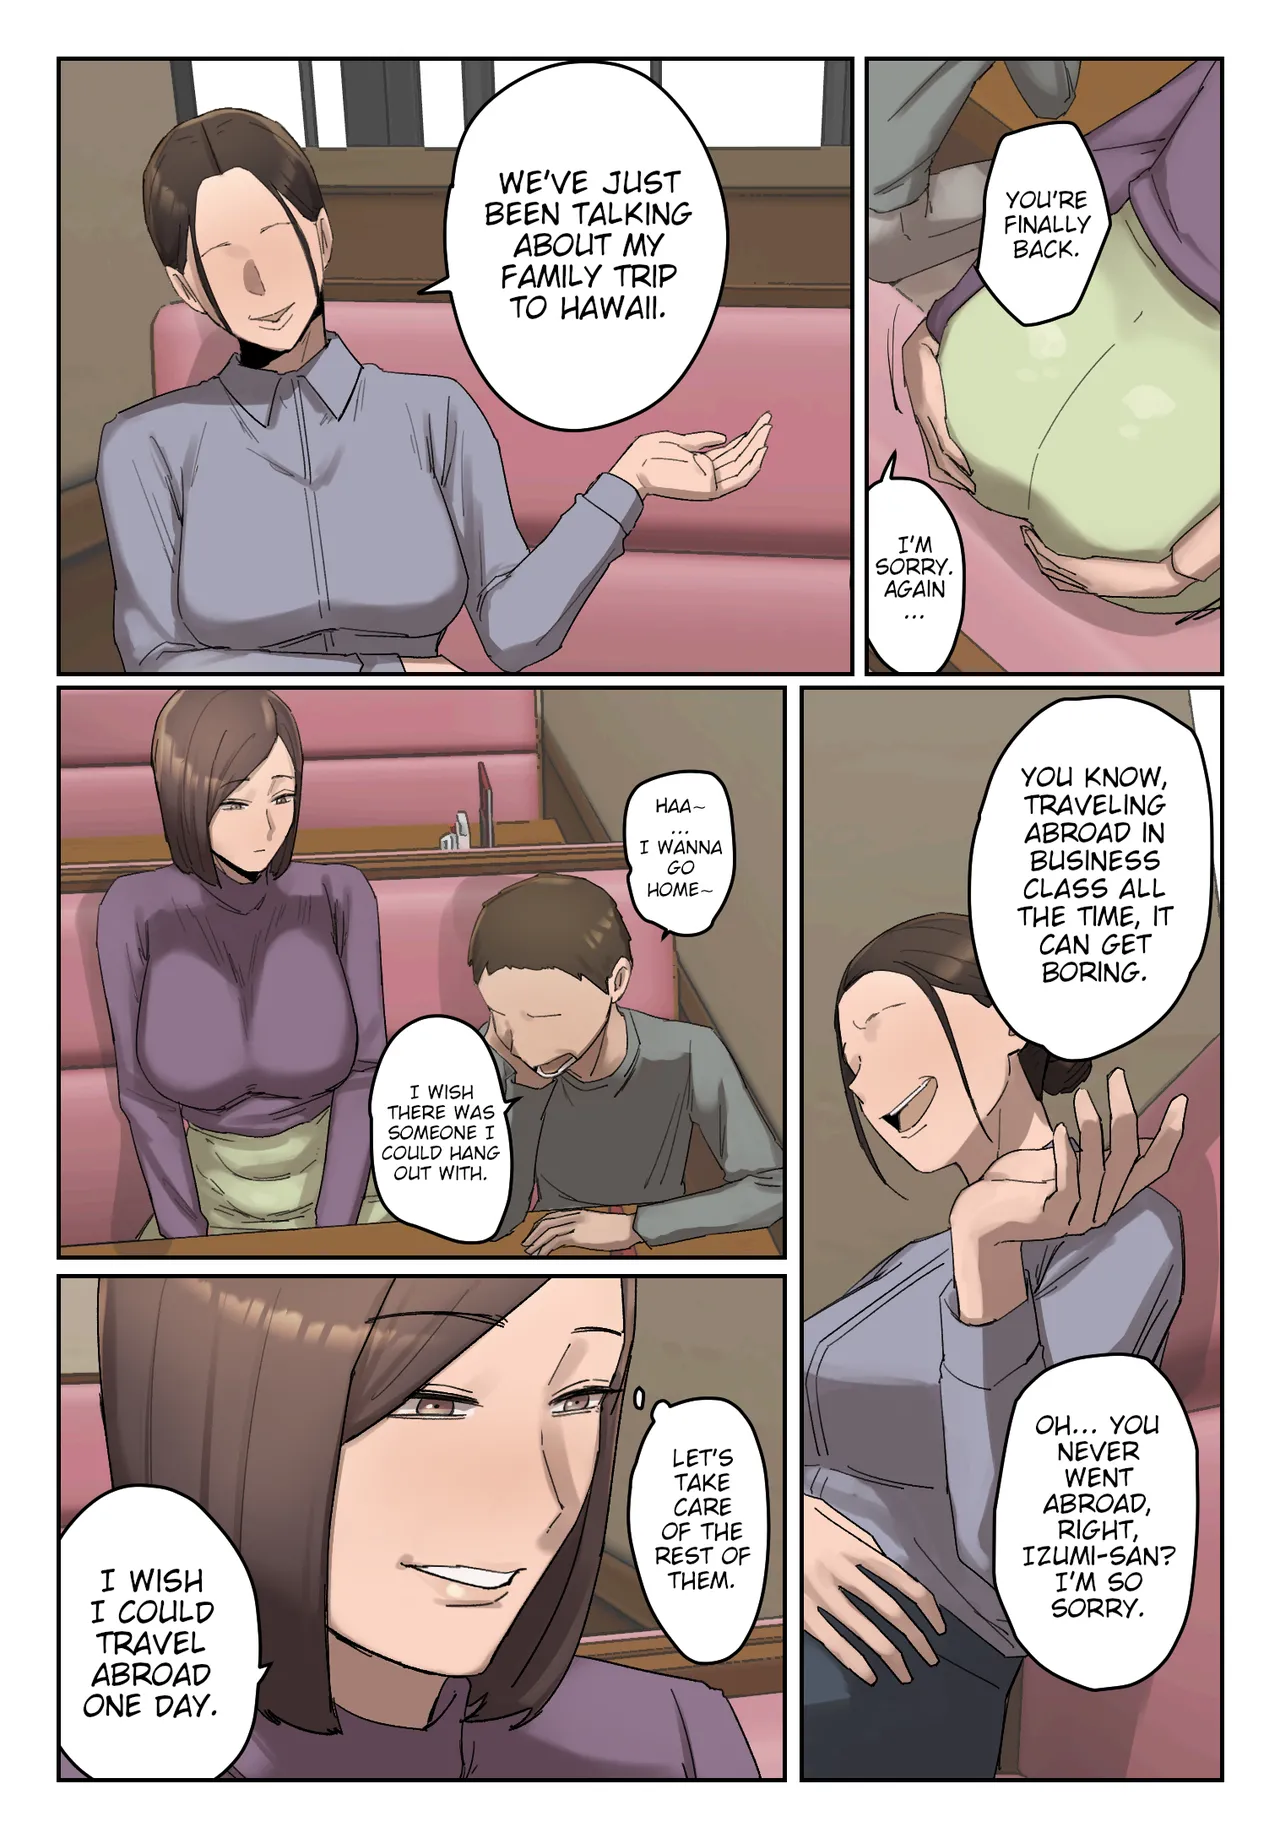 YOU'RE
FINALLY
BACK.
I'M
SORRY.
AGAIN
...
WE'VE JUST
BEEN TALKING
ABOUT MY
FAMILY TRIP
TO HAWAII.
YOU KNOW,
TRAVELING
ABROAD IN
BUSINESS
CLASS ALL
THE TIME, IT
CAN GET
BORING.
OH... YOU
NEVER
WENT
ABROAD,
RIGHT,
IZUMI-SAN?
I'M SO
SORRY.
HAA~
...
I WANNA
GO
HOME~
I WISH
THERE WAS
SOMEONE I
COULD HANG
OUT WITH.
LET'S
TAKE
CARE
OF THE
REST OF
THEM.
I WISH
I COULD
TRAVEL
ABROAD
ONE DAY.